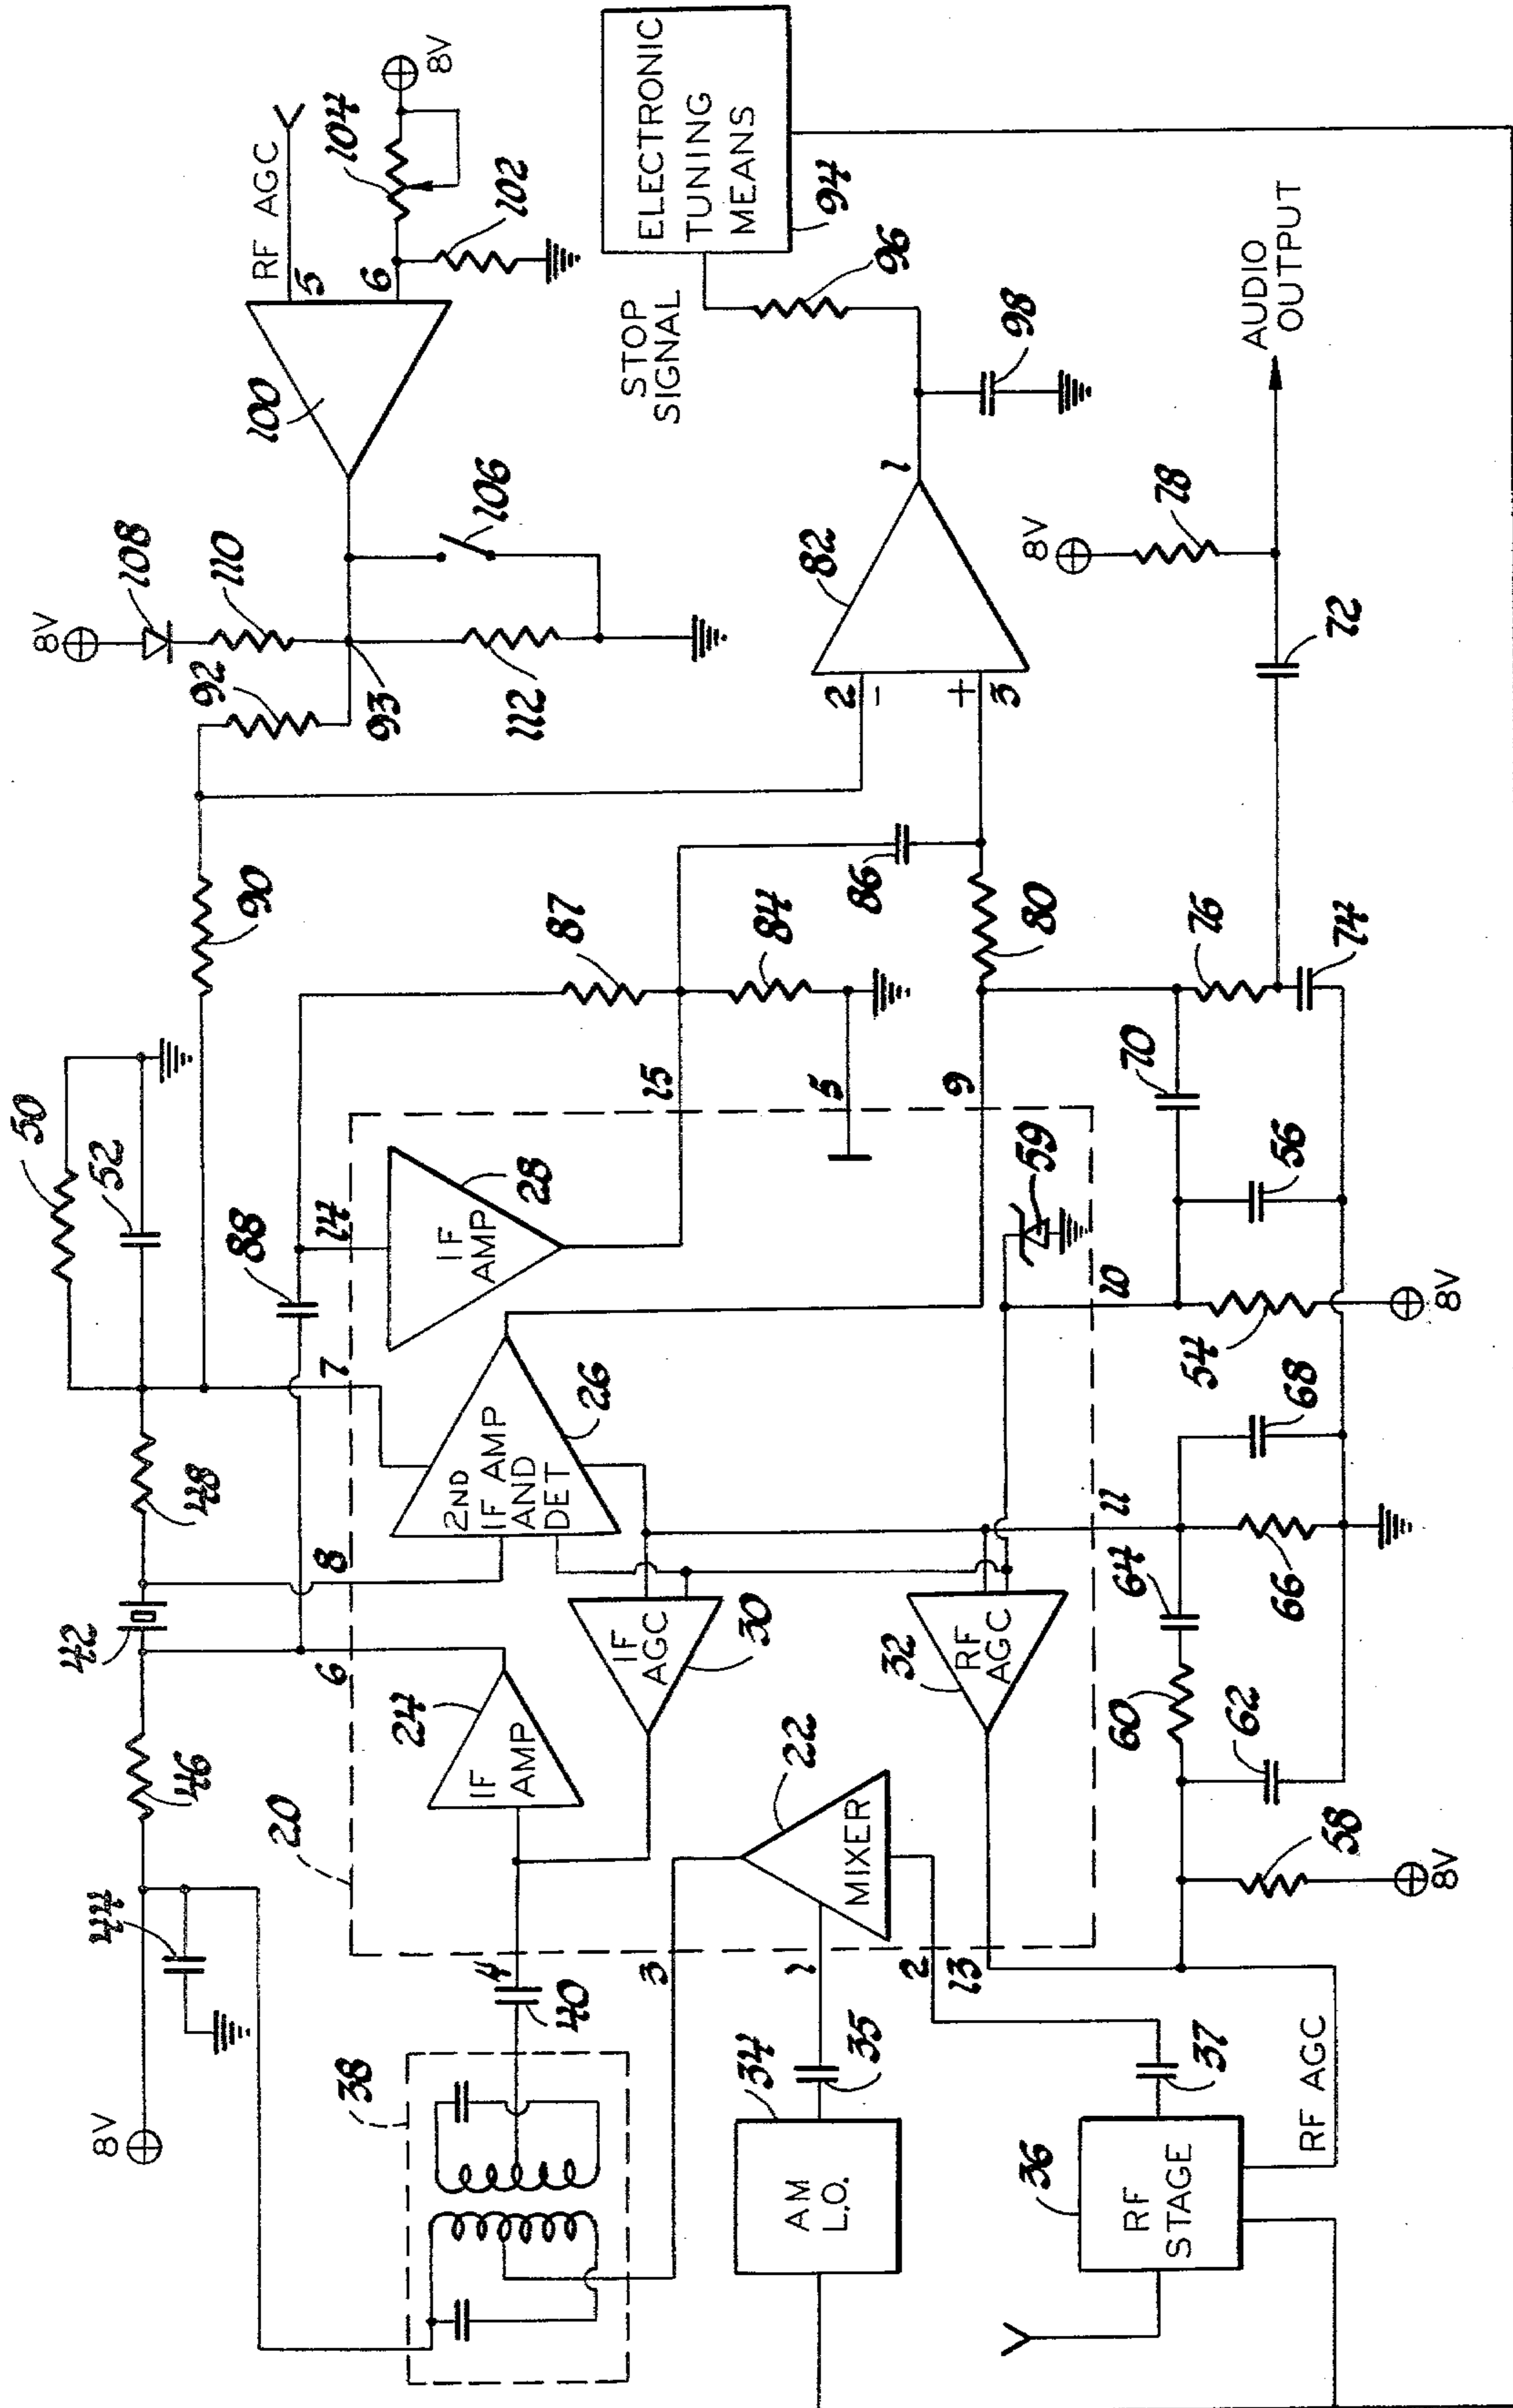 8V
44
46
42
48
50
52
88
90
92
8V
108
110
93
112
106
100
RF AGC
5
6
104
8V
102
38
40
4
20
IF
AMP
24
6
8
7
14
2ND
IF AMP
AND
DET
26
IF
AMP
28
15
87
84
5
9
3
IF
AGC
30
34
AM
L.O.
35
1
MIXER
22
2
13
RF
AGC
32
59
10
11
86
80
2
-
+
3
82
1
98
96
STOP
SIGNAL
ELECTRONIC
TUNING
MEANS
94
36
RF
STAGE
37
RF AGC
58
8V
62
60
64
66
68
54
8V
56
70
76
74
72
78
8V
AUDIO
OUTPUT